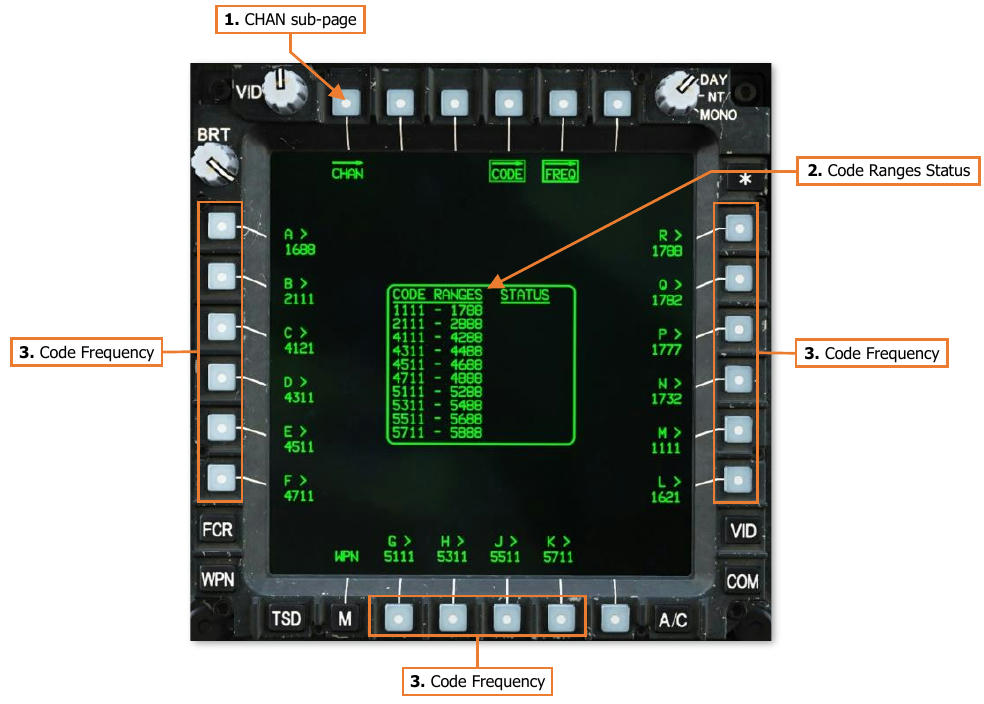 1. CHAN sub-page
VID
DAY
NT
MONO
BRT
CHAN
CODE
FREQ
*
2. Code Ranges Status
A >
1688
R >
1788
B >
2111
Q >
1782
CODE RANGES STATUS
1111 - 1788
2111 - 2888
4111 - 4288
4311 - 4488
4511 - 4688
4711 - 4888
5111 - 5288
5311 - 5488
5511 - 5688
5711 - 5888
C >
4121
P >
1777
3. Code Frequency
3. Code Frequency
D >
4311
N >
1732
E >
4511
M >
1111
F >
4711
L >
1621
FCR
VID
WPN
G >
5111
H >
5311
J >
5511
K >
5711
WPN
COM
TSD
M
A/C
3. Code Frequency